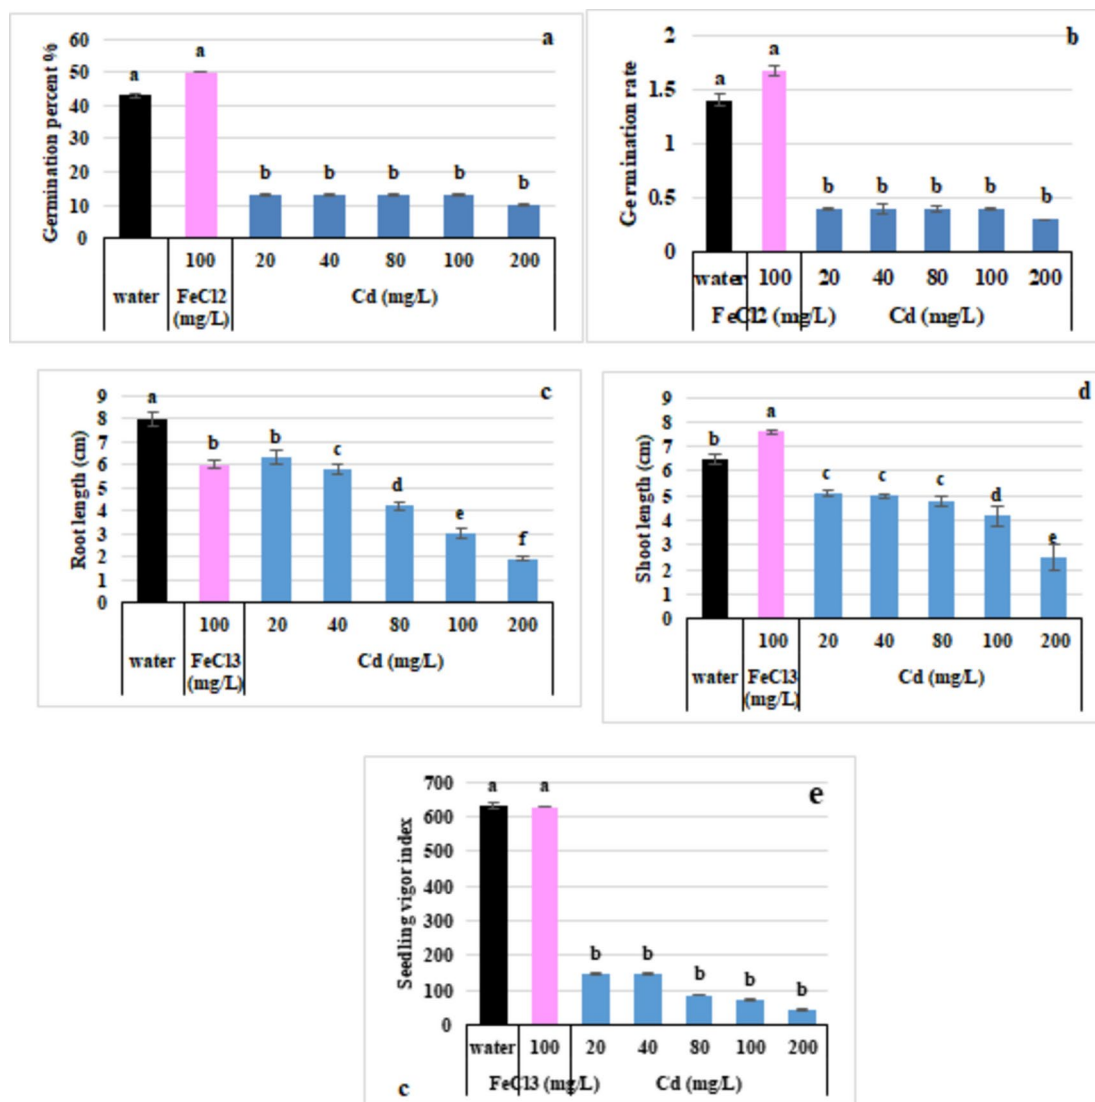 a
Germination percent %
60
50
40
30
20
10
0
a
a
b
b
b
b
b
100
20
40
80
100
200
water
FeCl2
(mg/L)
Cd (mg/L)
b
Germination rate
2
1.5
1
0.5
0
a
a
b
b
b
b
b
water
100
20
40
80
100
200
FeCl2 (mg/L)
Cd (mg/L)
c
Root length (cm)
9
8
7
6
5
4
3
2
1
0
a
b
b
c
d
e
f
100
20
40
80
100
200
water
FeCl3
(mg/L)
Cd (mg/L)
d
Shoot length (cm)
9
8
7
6
5
4
3
2
1
0
b
a
c
c
c
d
e
100
20
40
80
100
200
water
FeCl3
(mg/L)
Cd (mg/L)
e
Seedling vigor index
700
600
500
400
300
200
100
0
a
a
b
b
b
b
b
water
100
20
40
80
100
200
FeCl3 (mg/L)
Cd (mg/L)
c